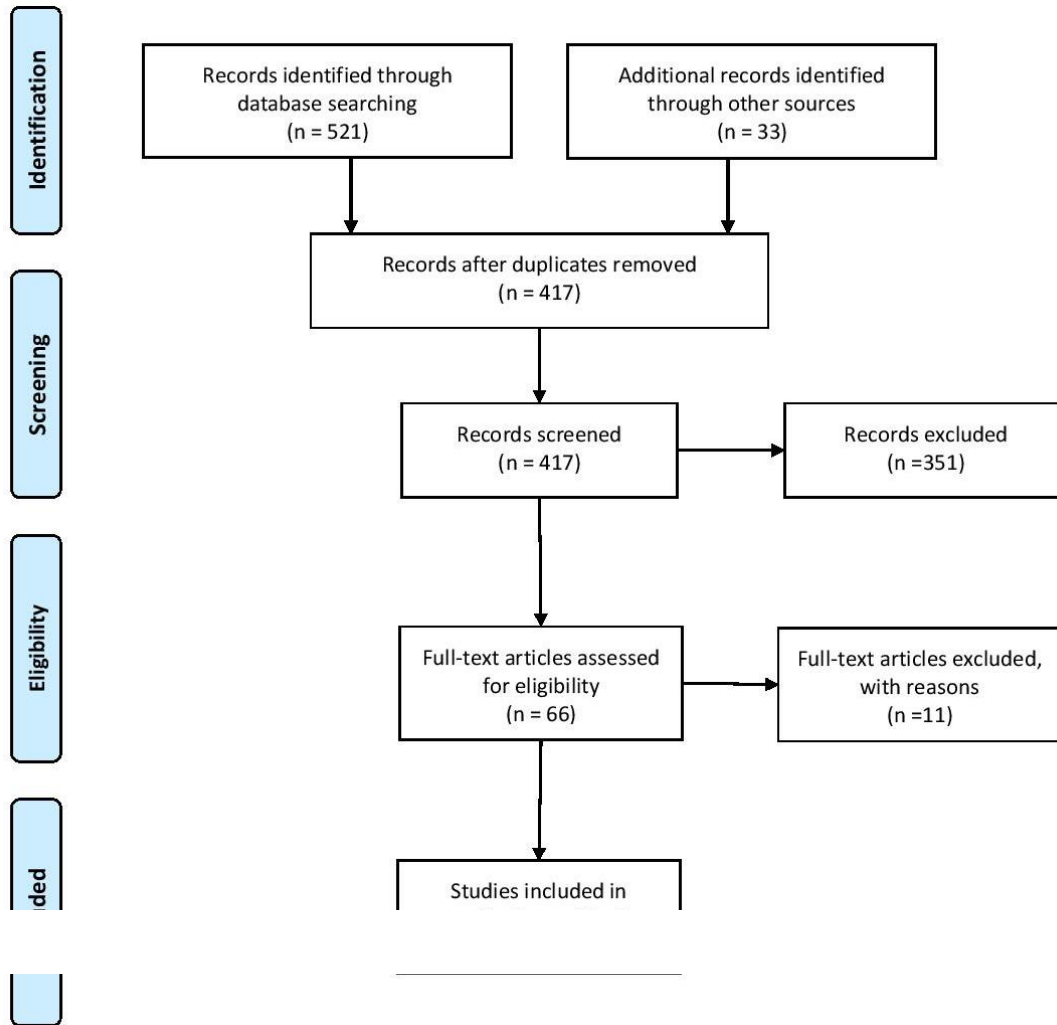 Identification
Records identified through
database searching
(n = 521)
Additional records identified
through other sources
(n = 33)
Records after duplicates removed
(n = 417)
Screening
Records screened
(n = 417)
Records excluded
(n =351)
Eligibility
Full-text articles assessed
for eligibility
(n = 66)
Full-text articles excluded,
with reasons
(n =11)
Studies included in